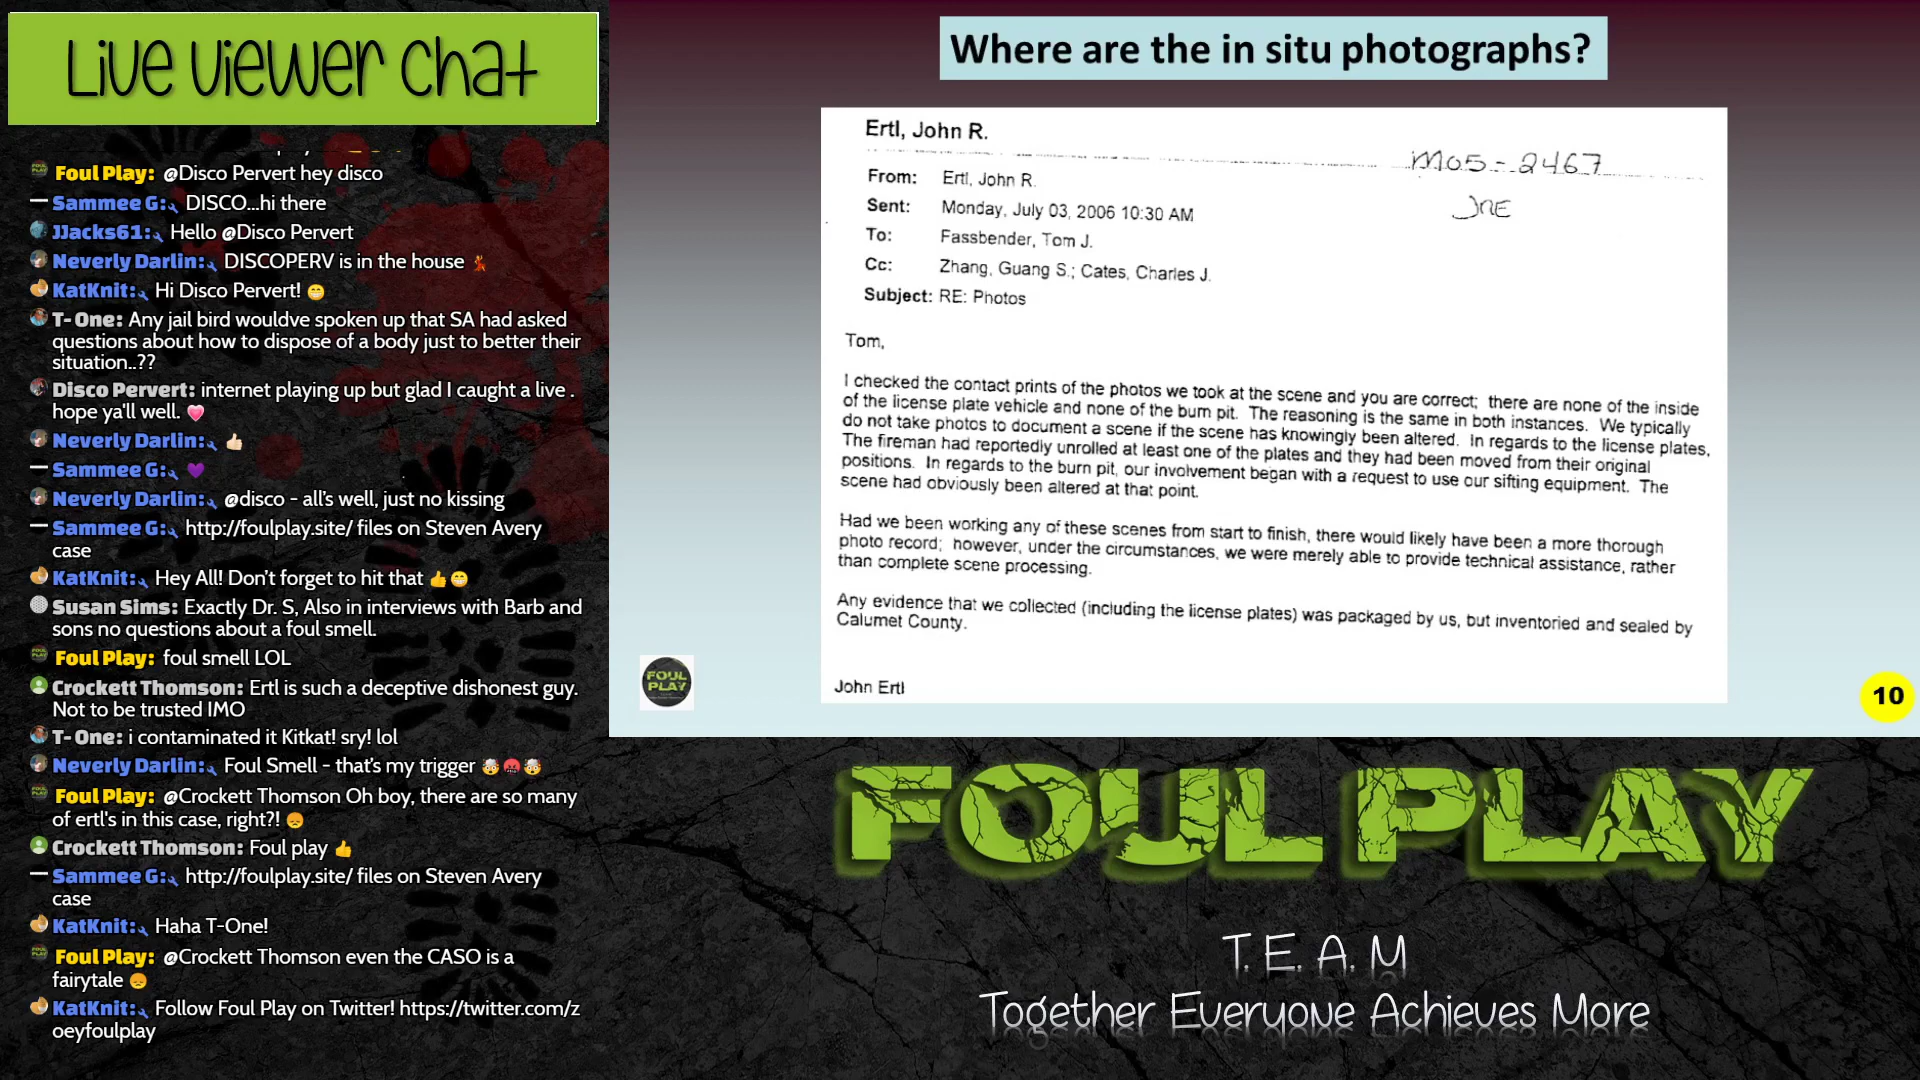 Live Viewer Chat
Foul Play: @Disco Pervert hey disco
Sammee G: DISCO...hi there
JJacks61: Hello @Disco Pervert
Neverly Darlin: DISCOPERV is in the house 💃
KatKnit: Hi Disco Pervert! 😁
T- One: Any jail bird wouldve spoken up that SA had asked
questions about how to dispose of a body just to better their
situation..??
Disco Pervert: internet playing up but glad I caught a live .
hope ya'll well. 💗
Neverly Darlin: 👍🏻
Sammee G: 💜
Neverly Darlin: @disco - all's well, just no kissing
Sammee G: http://foulplay.site/ files on Steven Avery
case
KatKnit: Hey All! Don't forget to hit that 👍😁
Susan Sims: Exactly Dr. S, Also in interviews with Barb and
sons no questions about a foul smell.
Foul Play: foul smell LOL
Crockett Thomson: Ertl is such a deceptive dishonest guy.
Not to be trusted IMO
T- One: i contaminated it Kitkat! sry! lol
Neverly Darlin: Foul Smell - that's my trigger 🤯🤬🤯
Foul Play: @Crockett Thomson Oh boy, there are so many
of ertl's in this case, right?! 😞
Crockett Thomson: Foul play 👍
Sammee G: http://foulplay.site/ files on Steven Avery
case
KatKnit: Haha T-One!
Foul Play: @Crockett Thomson even the CASO is a
fairytale 😞
KatKnit: Follow Foul Play on Twitter! https://twitter.com/z
oeyfoulplay
Where are the in situ photographs?
Ertl, John R.
M05-2467
JRE
From: Ertl, John R.
Sent: Monday, July 03, 2006 10:30 AM
To: Fassbender, Tom J.
Cc: Zhang, Guang S.; Cates, Charles J.
Subject: RE: Photos
Tom,
I checked the contact prints of the photos we took at the scene and you are correct; there are none of the inside
of the license plate vehicle and none of the burn pit. The reasoning is the same in both instances. We typically
do not take photos to document a scene if the scene has knowingly been altered. In regards to the license plates,
The fireman had reportedly unrolled at least one of the plates and they had been moved from their original
positions. In regards to the burn pit, our involvement began with a request to use our sifting equipment. The
scene had obviously been altered at that point.
Had we been working any of these scenes from start to finish, there would likely have been a more thorough
photo record; however, under the circumstances, we were merely able to provide technical assistance, rather
than complete scene processing.
Any evidence that we collected (including the license plates) was packaged by us, but inventoried and sealed by
Calumet County.
John Ertl
FOUL
PLAY
10
FOUL PLAY
T.E.A.M
Together Everyone Achieves More